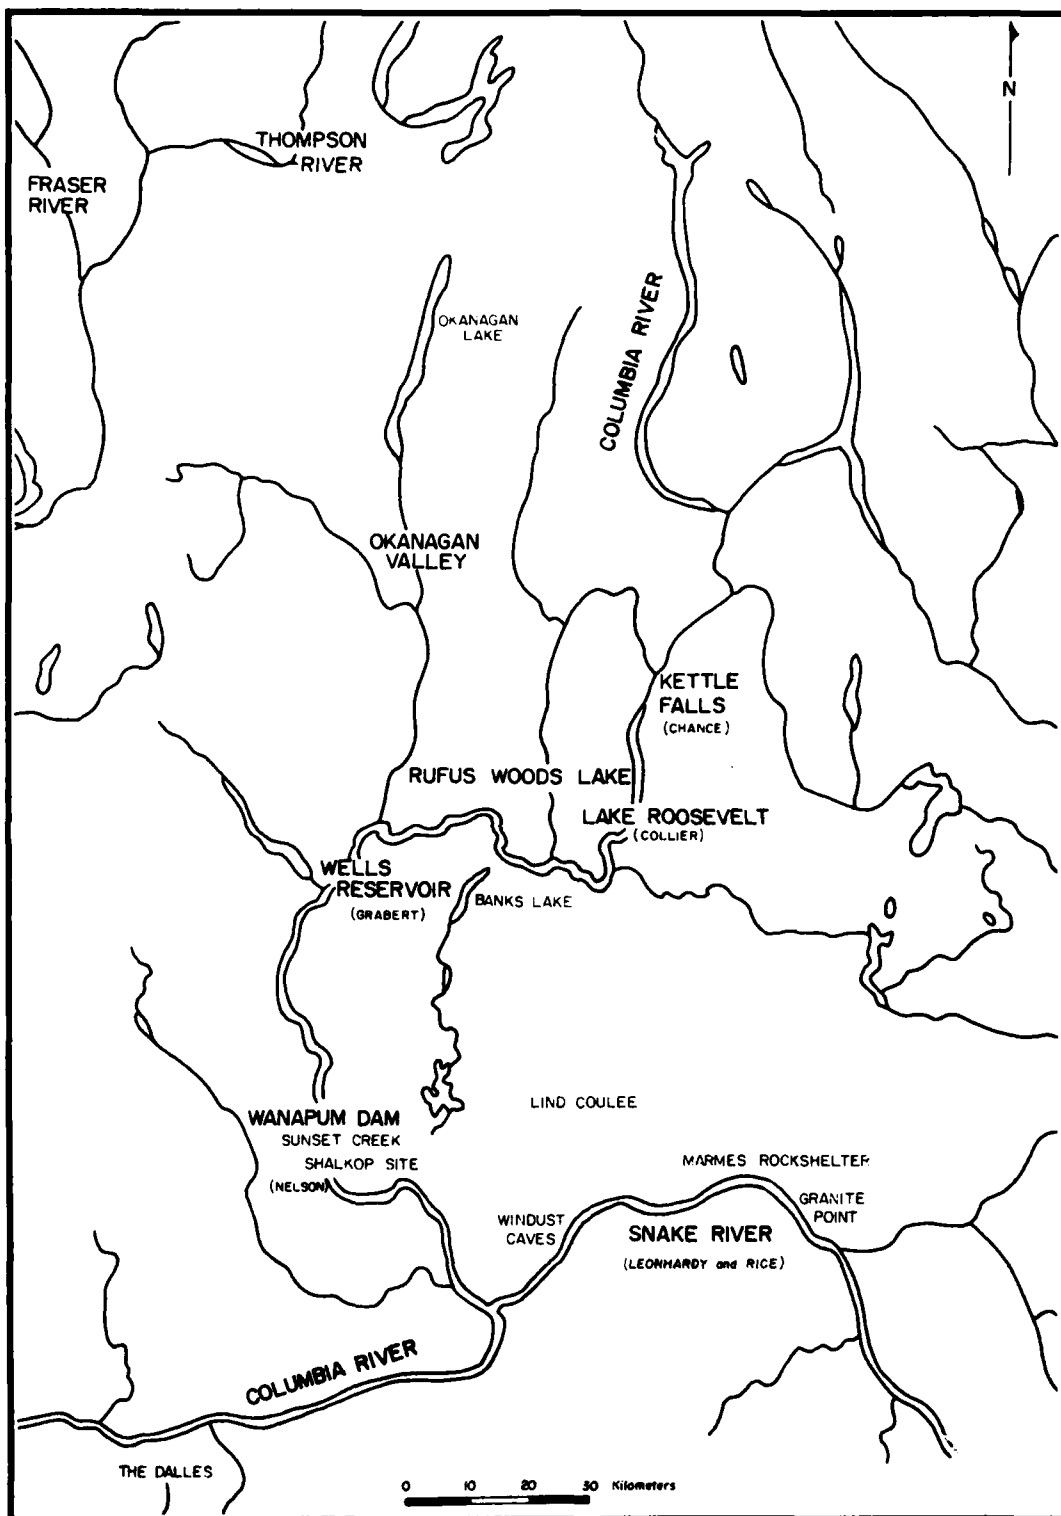 N
THOMPSON
RIVER
FRASER
RIVER
OKANAGAN
LAKE
COLUMBIA RIVER
OKANAGAN
VALLEY
KETTLE
FALLS
(CHANCE)
RUFUS WOODS LAKE
LAKE ROOSEVELT
(COLLIER)
WELLS
RESERVOIR
(GRABERT)
BANKS LAKE
LIND COULEE
WANAPUM DAM
SUNSET CREEK
SHALKOP SITE
(NELSON)
MARMES ROCKSHELTER
GRANITE
POINT
WINDUST
CAVES
SNAKE RIVER
(LEONHARDY and RICE)
COLUMBIA RIVER
THE DALLES
0 10 20 30 Kilometers